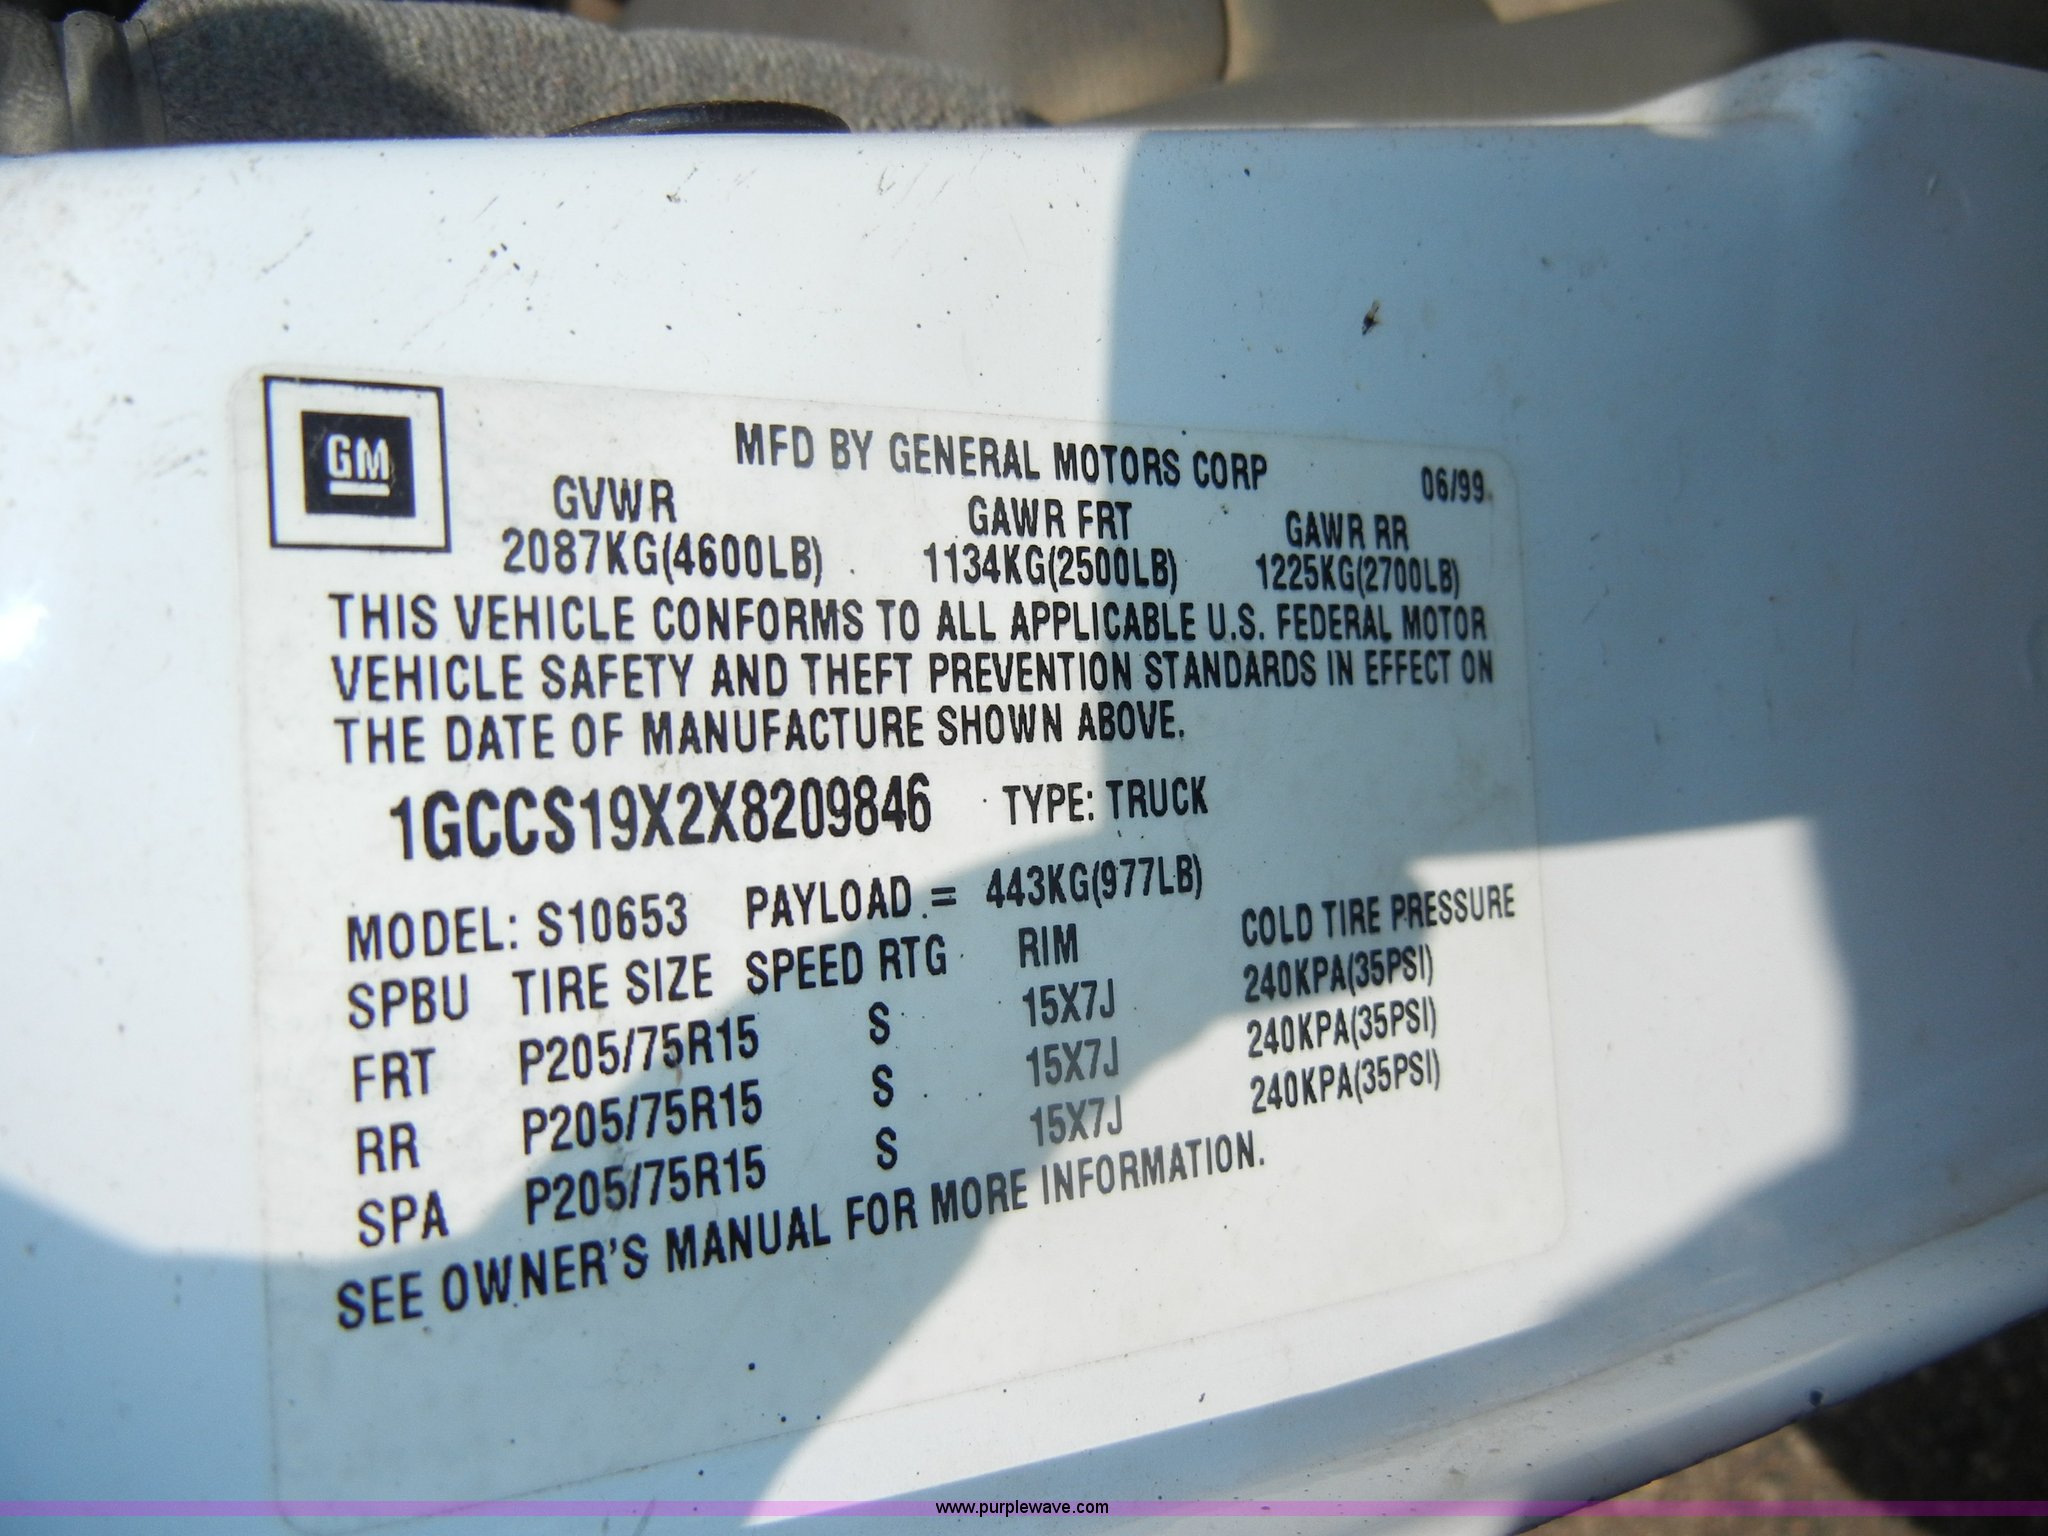 GM
MFD BY GENERAL MOTORS CORP 06/99
GVWR GAWR FRT GAWR RR
2087KG(4600LB) 1134KG(2500LB) 1225KG(2700LB)
THIS VEHICLE CONFORMS TO ALL APPLICABLE U.S. FEDERAL MOTOR
VEHICLE SAFETY AND THEFT PREVENTION STANDARDS IN EFFECT ON
THE DATE OF MANUFACTURE SHOWN ABOVE.
1GCCS19X2X8209846 TYPE: TRUCK
MODEL: S10653 PAYLOAD = 443KG(977LB)
SPBU TIRE SIZE SPEED RTG RIM COLD TIRE PRESSURE
FRT P205/75R15 S 15X7J 240KPA(35PSI)
RR P205/75R15 S 15X7J 240KPA(35PSI)
SPA P205/75R15 S 15X7J 240KPA(35PSI)
SEE OWNER'S MANUAL FOR MORE INFORMATION.
www.purplewave.com